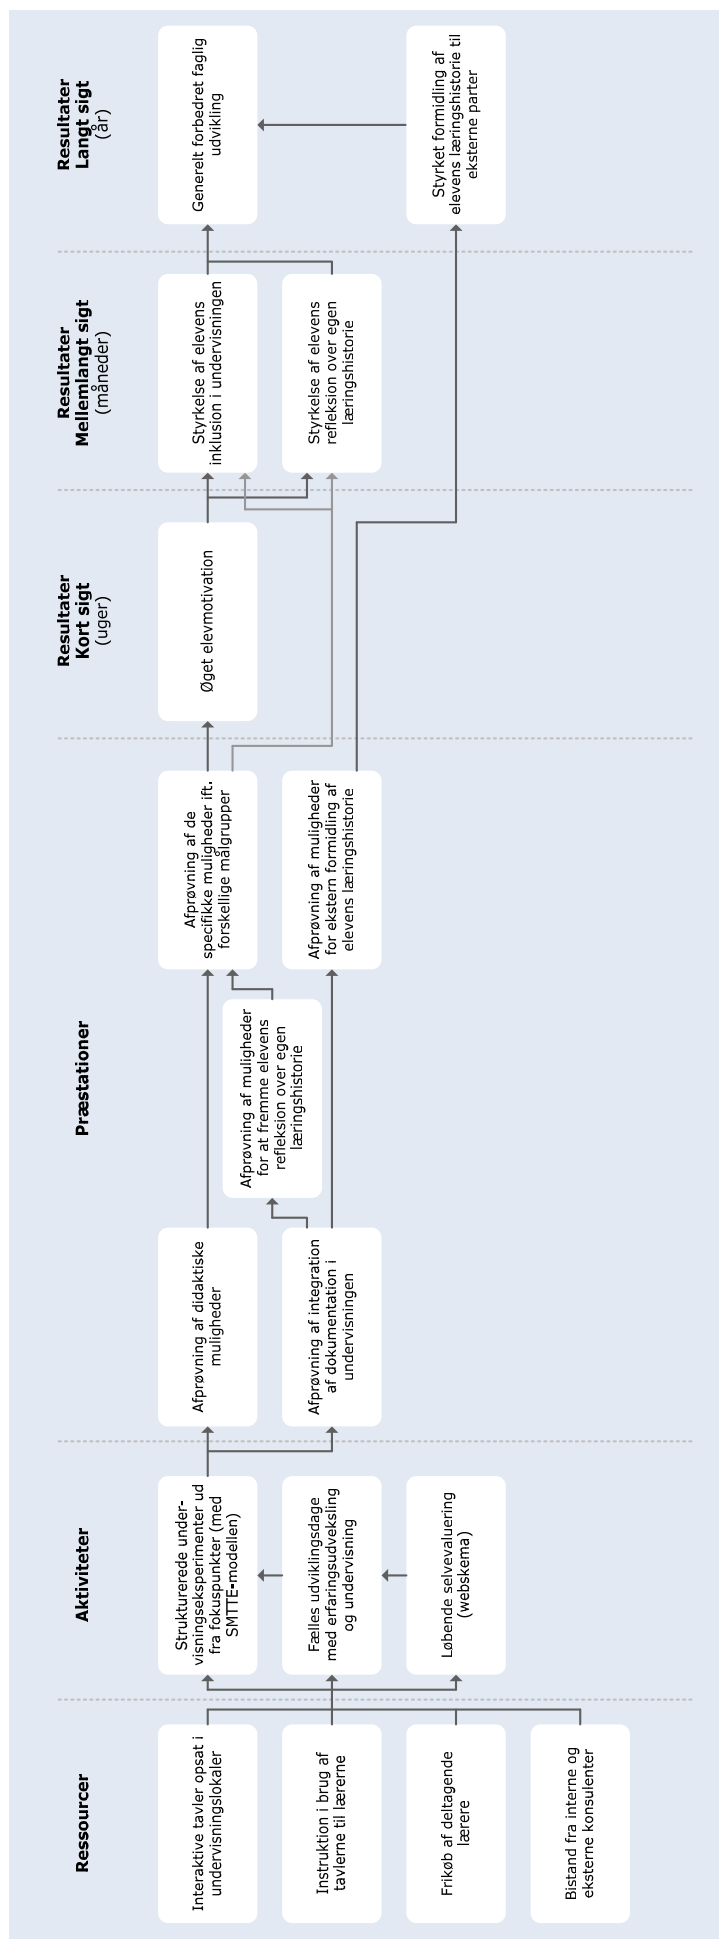 Ressourcer
Interaktive tavler opsat i
undervisningslokaler
Instruktion i brug af
tavlerne til lærerne
Frikøb af deltagende
lærere
Bistand fra interne og
eksterne konsulenter
Aktiviteter
Strukturerede under-
visningseksperimenter ud
fra fokuspunkter (med
SMTTE-modellen)
Fælles udviklingsdage
med erfaringsudveksling
og undervisning
Løbende selvevaluering
(webskema)
Præstationer
Afprøvning af didaktiske
muligheder
Afprøvning af integration
af dokumentation i
undervisningen
Afprøvning af muligheder
for at fremme elevens
refleksion over egen
læringshistorie
Afprøvning af de
specifikke muligheder ift.
forskellige målgrupper
Afprøvning af muligheder
for ekstern formidling af
elevens læringshistorie
Resultater
Kort sigt
(uger)
Øget elevmotivation
Resultater
Mellemlangt sigt
(måneder)
Styrkelse af elevens
inklusion i undervisningen
Styrkelse af elevens
refleksion over egen
læringshistorie
Resultater
Langt sigt
(år)
Generelt forbedret faglig
udvikling
Styrket formidling af
elevens læringshistorie til
eksterne parter